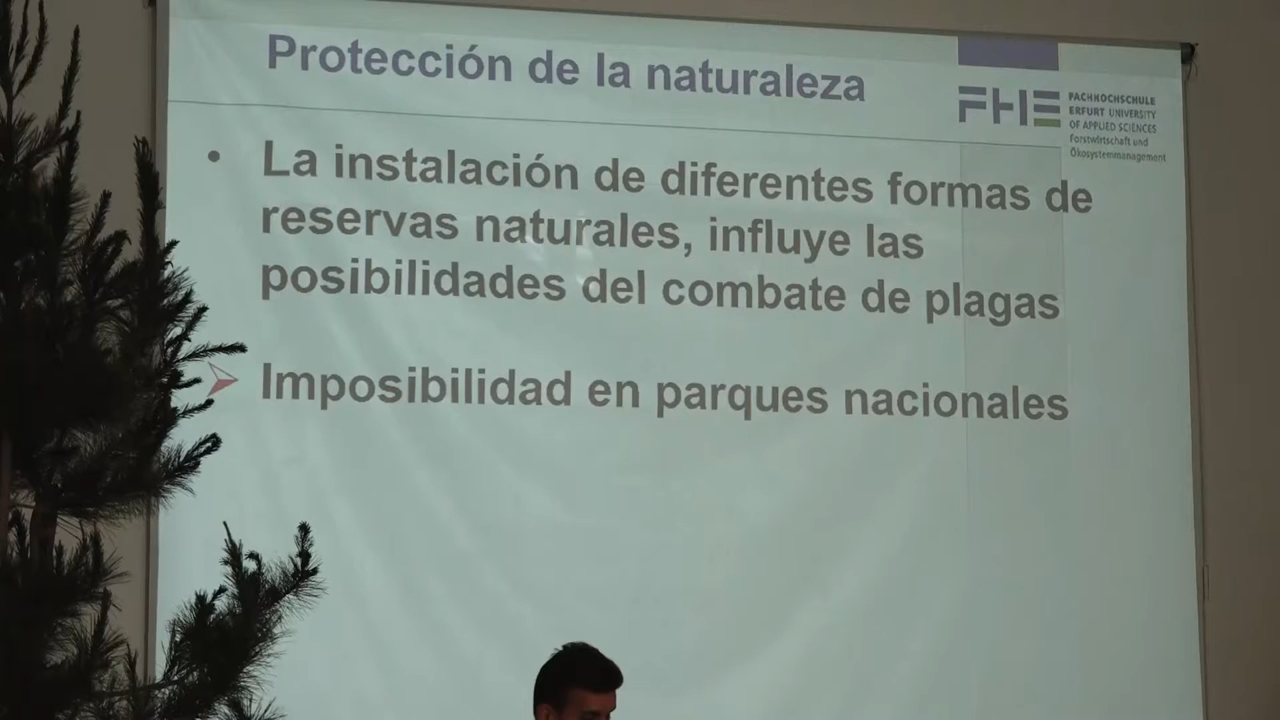 Protección de la naturaleza
FHE
FACHHOCHSCHULE
ERFURT UNIVERSITY
OF APPLIED SCIENCES
Forstwirtschaft und
Ökosystemmanagement
• La instalación de diferentes formas de
reservas naturales, influye las
posibilidades del combate de plagas
Imposibilidad en parques nacionales